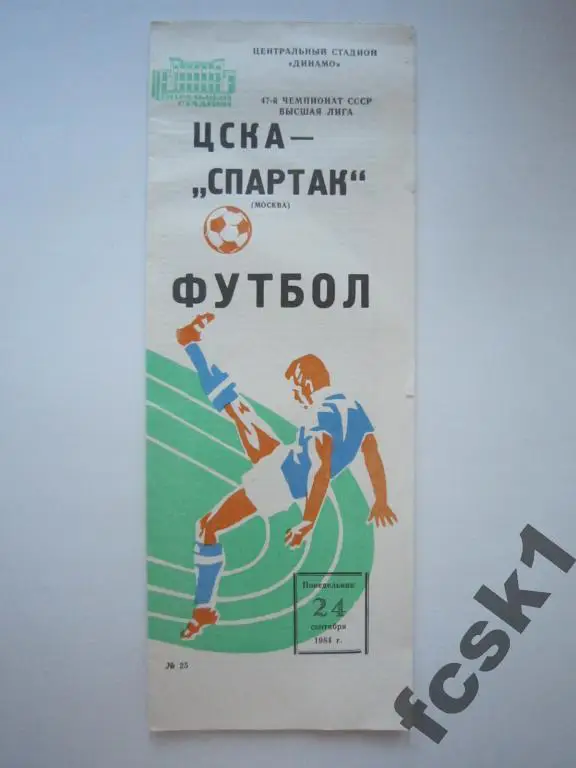 ЦЕНТРАЛЬНЫЙ СТАДИОН
«ДИНАМО»
47-й ЧЕМПИОНАТ СССР
ВЫСШАЯ ЛИГА
ЦСКА—
„СПАРТАК“
(МОСКВА)
ФУТБОЛ
Понедельник
24
сентября
1984 г.
№ 25
fcsk1